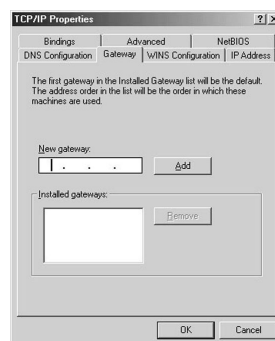 TCP/IP Properties
Bindings Advanced NetBIOS
DNS Configuration Gateway WINS Configuration IP Address
The first gateway in the Installed Gateway list will be the default.
The address order in the list will be the order in which these
machines are used.
New gateway:
. . .
Add
Installed gateways:
Remove
OK Cancel